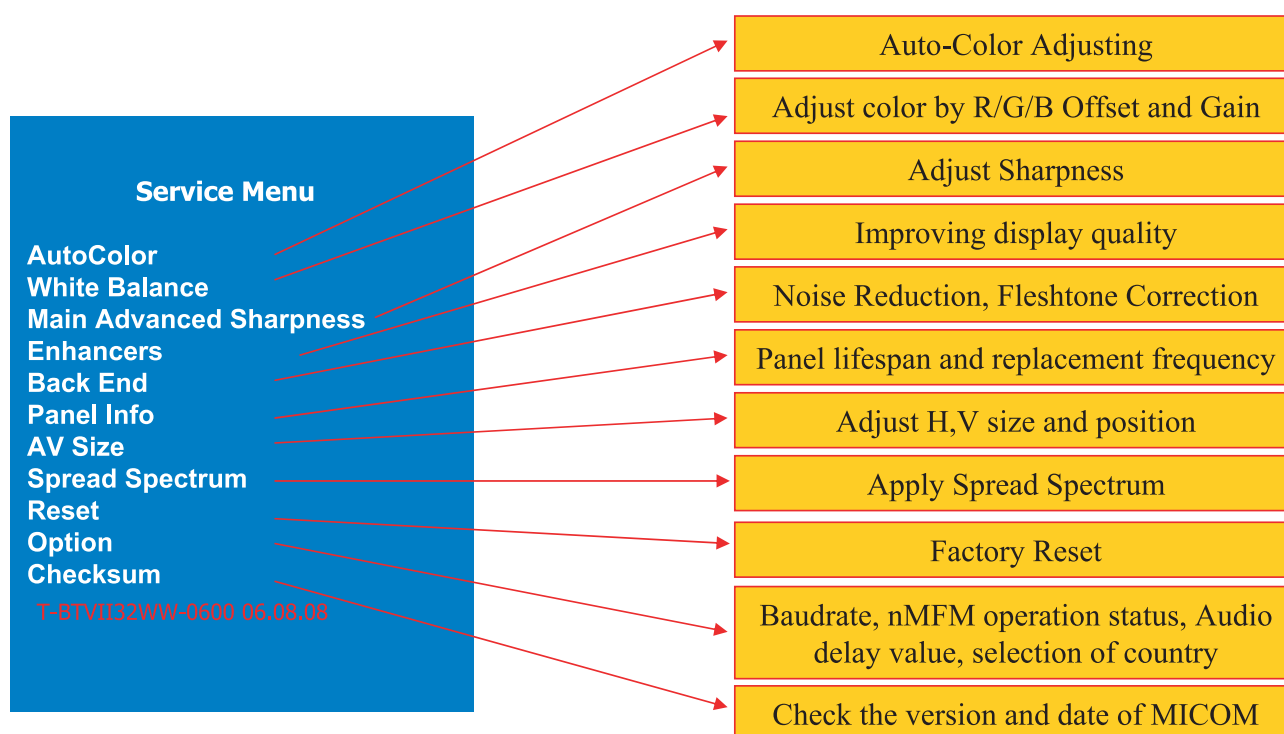 Service Menu
AutoColor
White Balance
Main Advanced Sharpness
Enhancers
Back End
Panel Info
AV Size
Spread Spectrum
Reset
Option
Checksum
T-BTVII32WW-0600 06.08.08
Auto-Color Adjusting
Adjust color by R/G/B Offset and Gain
Adjust Sharpness
Improving display quality
Noise Reduction, Fleshtone Correction
Panel lifespan and replacement frequency
Adjust H,V size and position
Apply Spread Spectrum
Factory Reset
Baudrate, nMFM operation status, Audio
delay value, selection of country
Check the version and date of MICOM